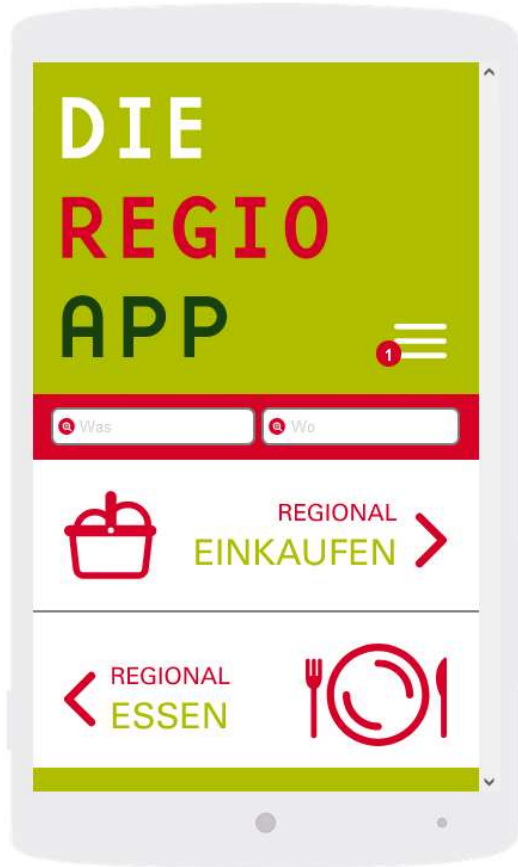 DIE
REGIO
APP
1
Was
Wo
REGIONAL
EINKAUFEN
REGIONAL
ESSEN